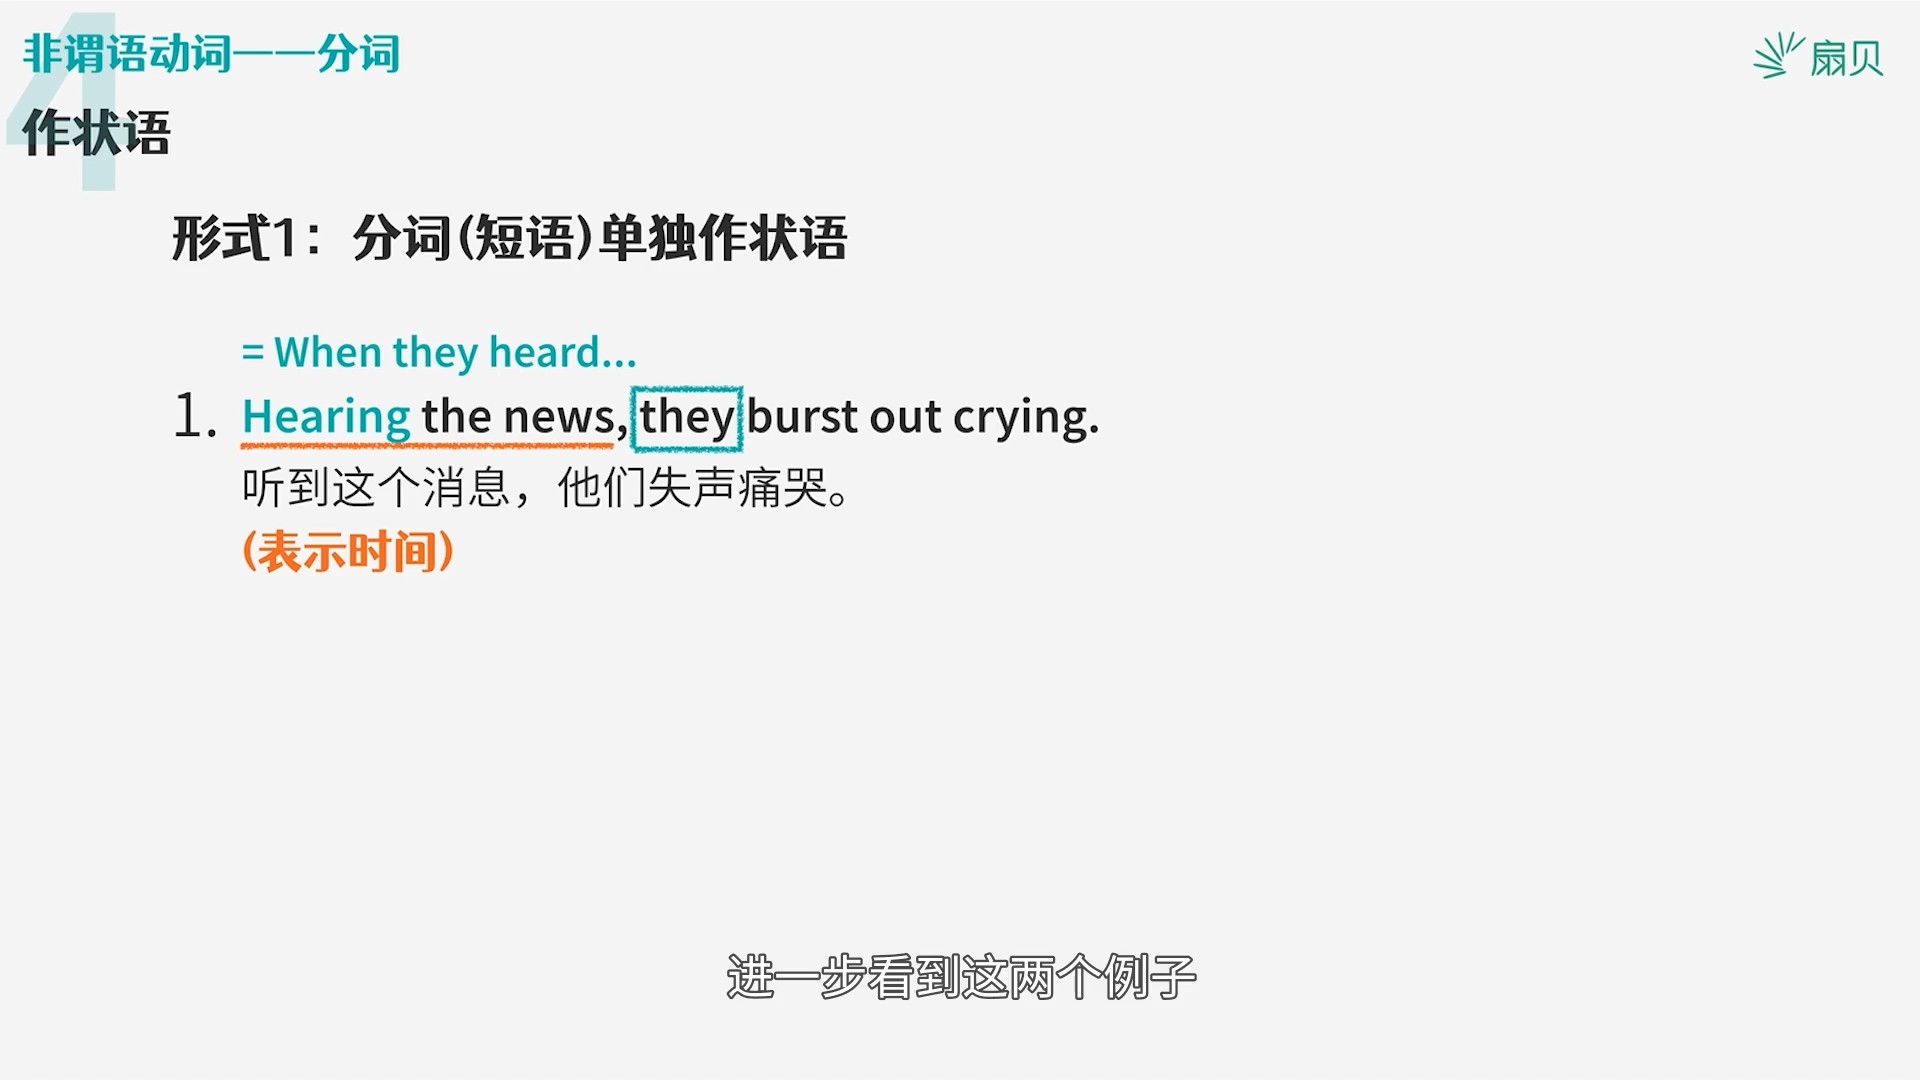 4
非谓语动词——分词
扇贝
作状语
形式1：分词(短语)单独作状语
= When they heard...
1. Hearing the news, they burst out crying.
听到这个消息，他们失声痛哭。
(表示时间)
进一步看到这两个例子